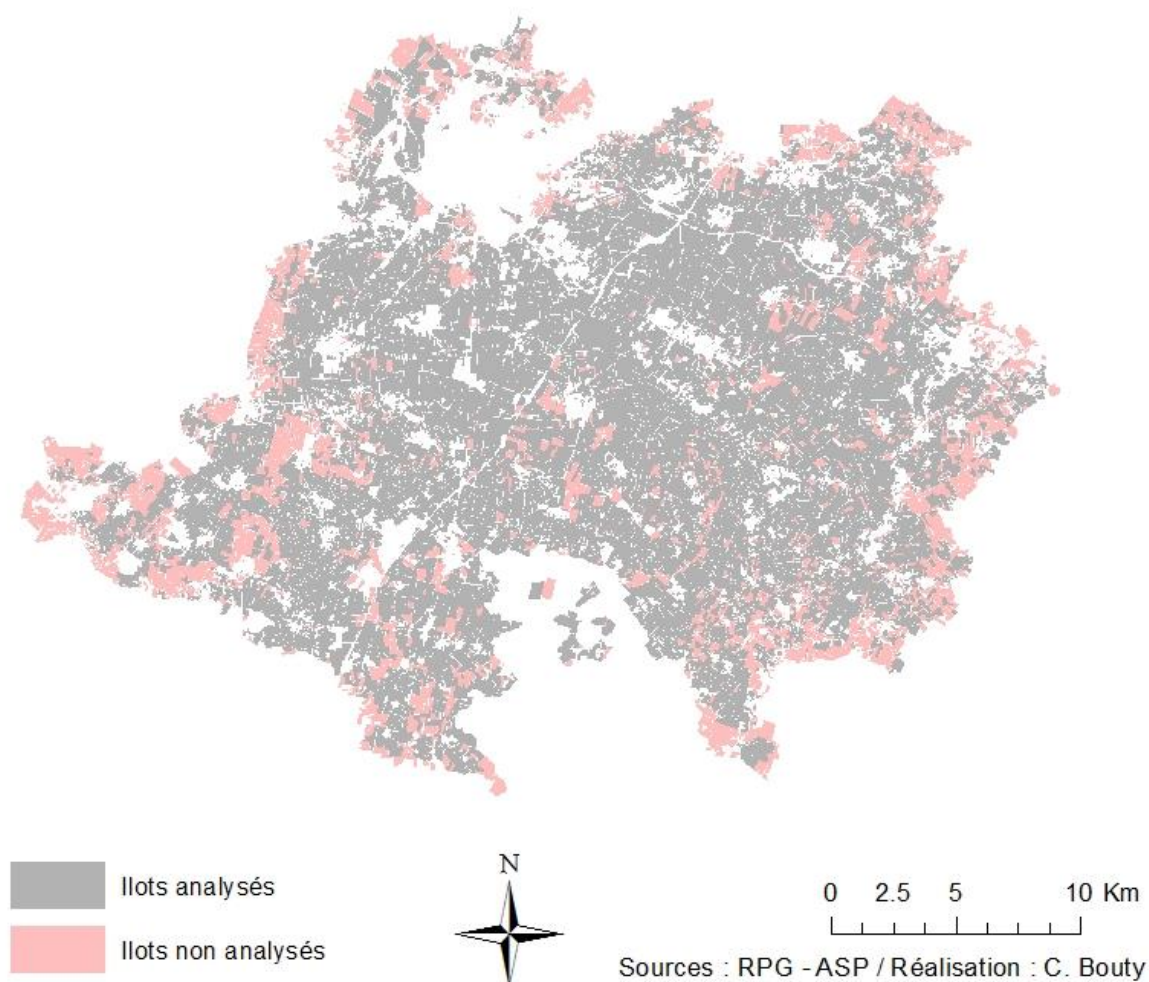 Ilots analysés
Ilots non analysés
N
0 2.5 5 10 Km
Sources : RPG - ASP / Réalisation : C. Bouty